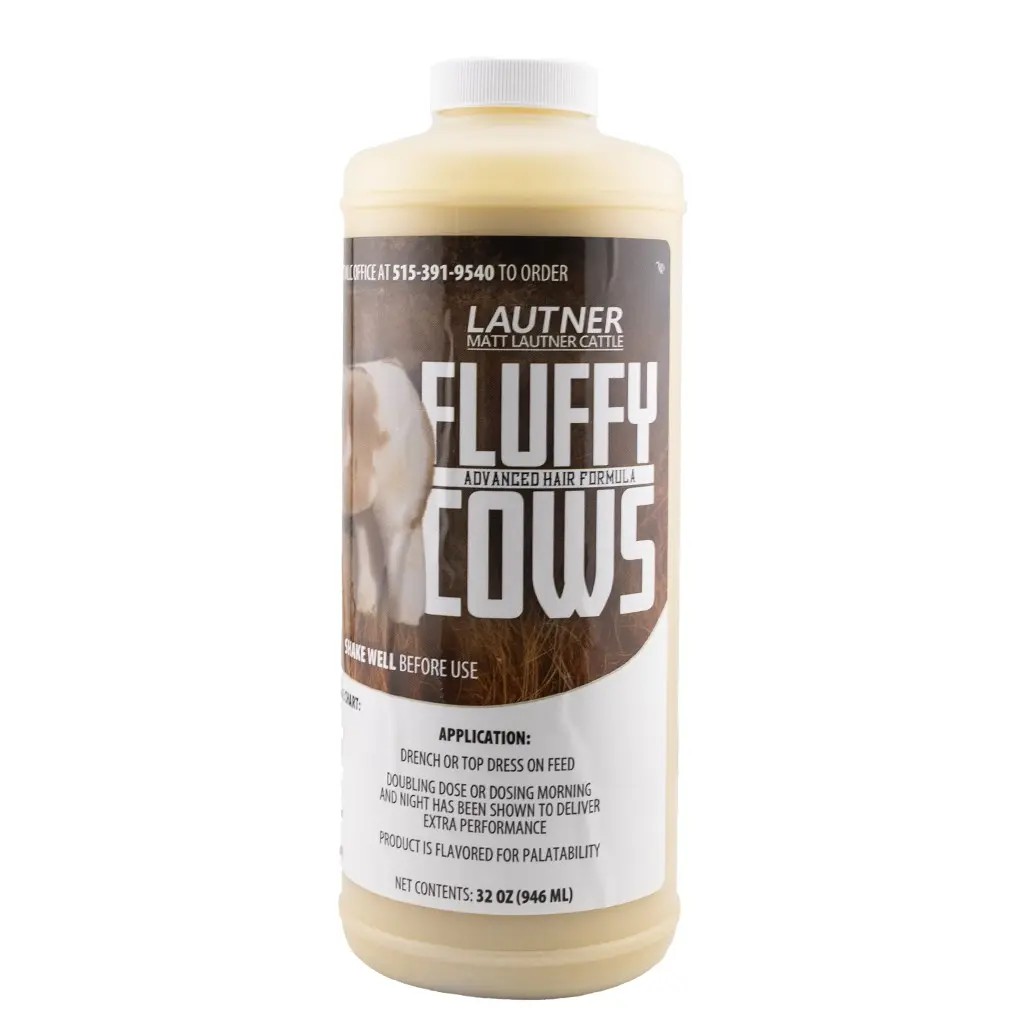 OFFICE AT 515-391-9540 TO ORDER
LAUTNER
MATT LAUTNER CATTLE
FLUFFY
ADVANCED HAIR FORMULA
COWS
SHAKE WELL BEFORE USE
CHART:
APPLICATION:
DRENCH OR TOP DRESS ON FEED
DOUBLING DOSE OR DOSING MORNING
AND NIGHT HAS BEEN SHOWN TO DELIVER
EXTRA PERFORMANCE
PRODUCT IS FLAVORED FOR PALATABILITY
NET CONTENTS: 32 OZ (946 ML)